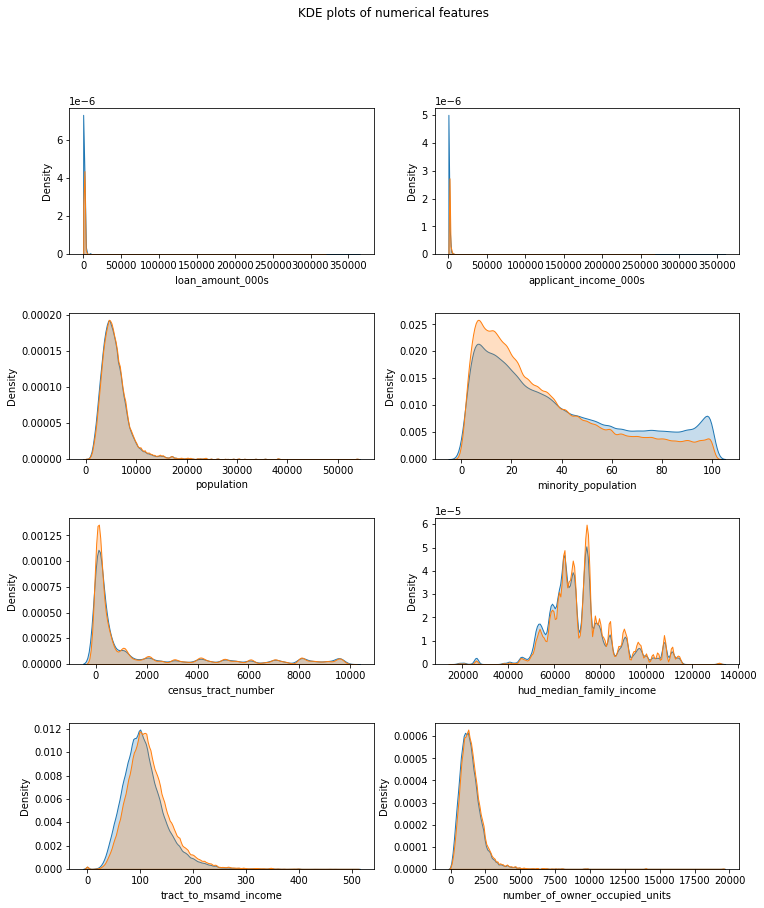 KDE plots of numerical features
1e−6
6
4
2
0
Density
0 50000 100000 150000 200000 250000 300000 350000
loan_amount_000s
1e−6
5
4
3
2
1
0
Density
0 50000 100000 150000 200000 250000 300000 350000
applicant_income_000s
0.00020
0.00015
0.00010
0.00005
0.00000
Density
0 10000 20000 30000 40000 50000
population
0.025
0.020
0.015
0.010
0.005
0.000
Density
0 20 40 60 80 100
minority_population
0.00125
0.00100
0.00075
0.00050
0.00025
0.00000
Density
0 2000 4000 6000 8000 10000
census_tract_number
1e−5
6
5
4
3
2
1
0
Density
20000 40000 60000 80000 100000 120000 140000
hud_median_family_income
0.012
0.010
0.008
0.006
0.004
0.002
0.000
Density
0 100 200 300 400 500
tract_to_msamd_income
0.0006
0.0005
0.0004
0.0003
0.0002
0.0001
0.0000
Density
0 2500 5000 7500 10000 12500 15000 17500 20000
number_of_owner_occupied_units